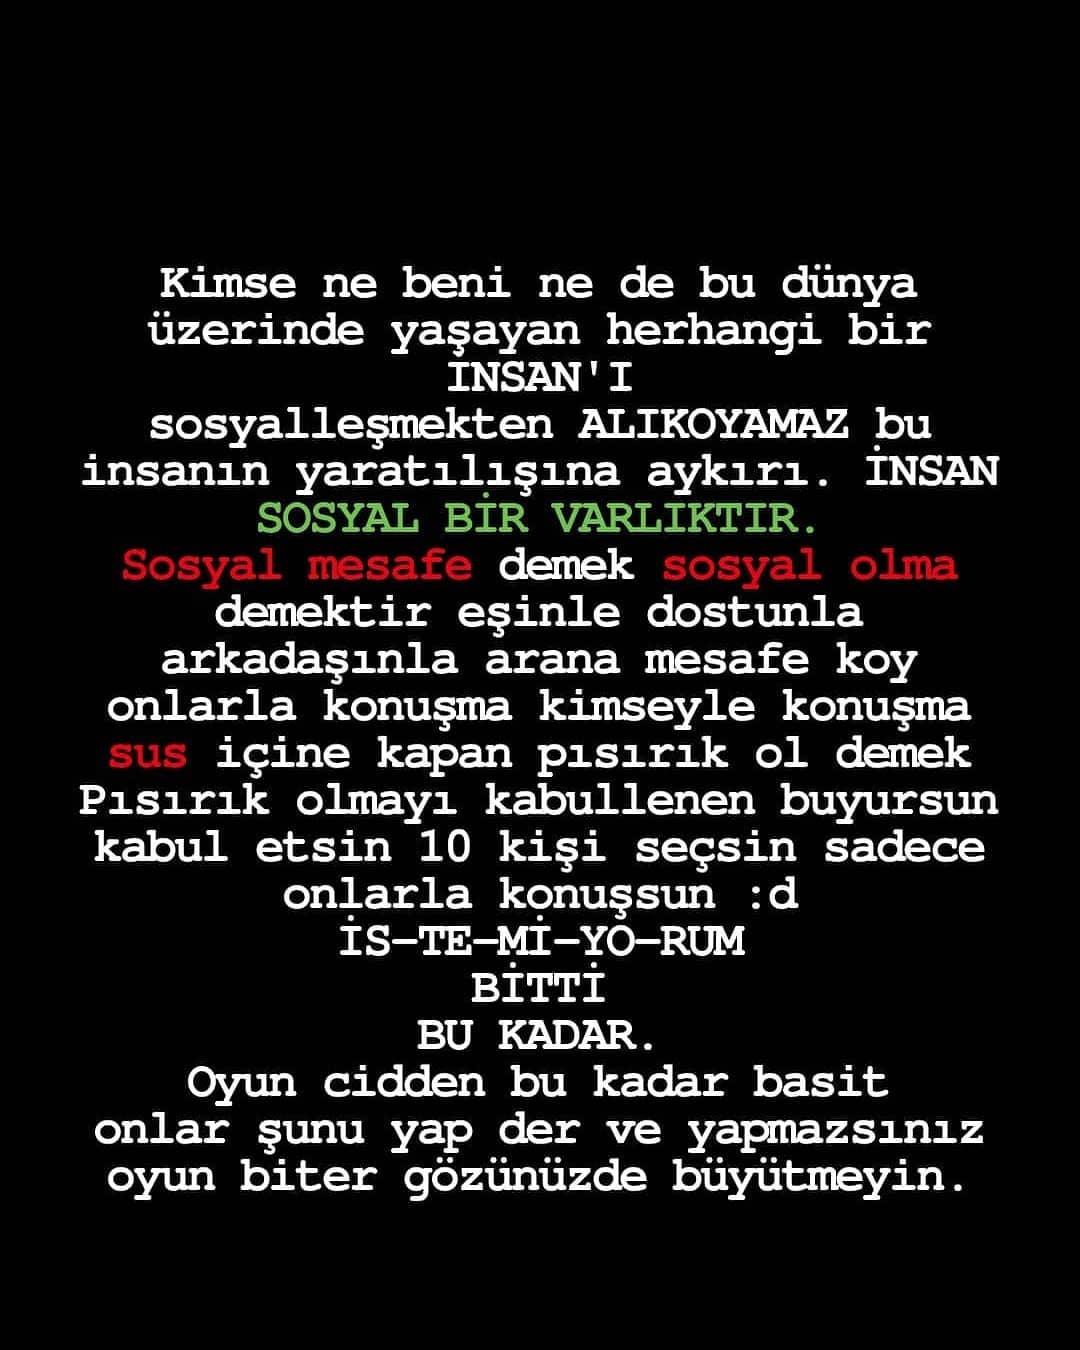 Kimse ne beni ne de bu dünya
üzerinde yaşayan herhangi bir
INSAN'I
sosyalleşmekten ALIKOYAMAZ bu
insanın yaratılışına aykırı. İNSAN
SOSYAL BİR VARLIKTIR.
Sosyal mesafe demek sosyal olma
demektir eşinle dostunla
arkadaşınla arana mesafe koy
onlarla konuşma kimseyle konuşma
sus içine kapan pısırık ol demek
Pısırık olmayı kabullenen buyursun
kabul etsin 10 kişi seçsin sadece
onlarla konuşsun :d
İS-TE-Mİ-YO-RUM
BİTTİ
BU KADAR.
Oyun cidden bu kadar basit
onlar şunu yap der ve yapmazsınız
oyun biter gözünüzde büyütmeyin.